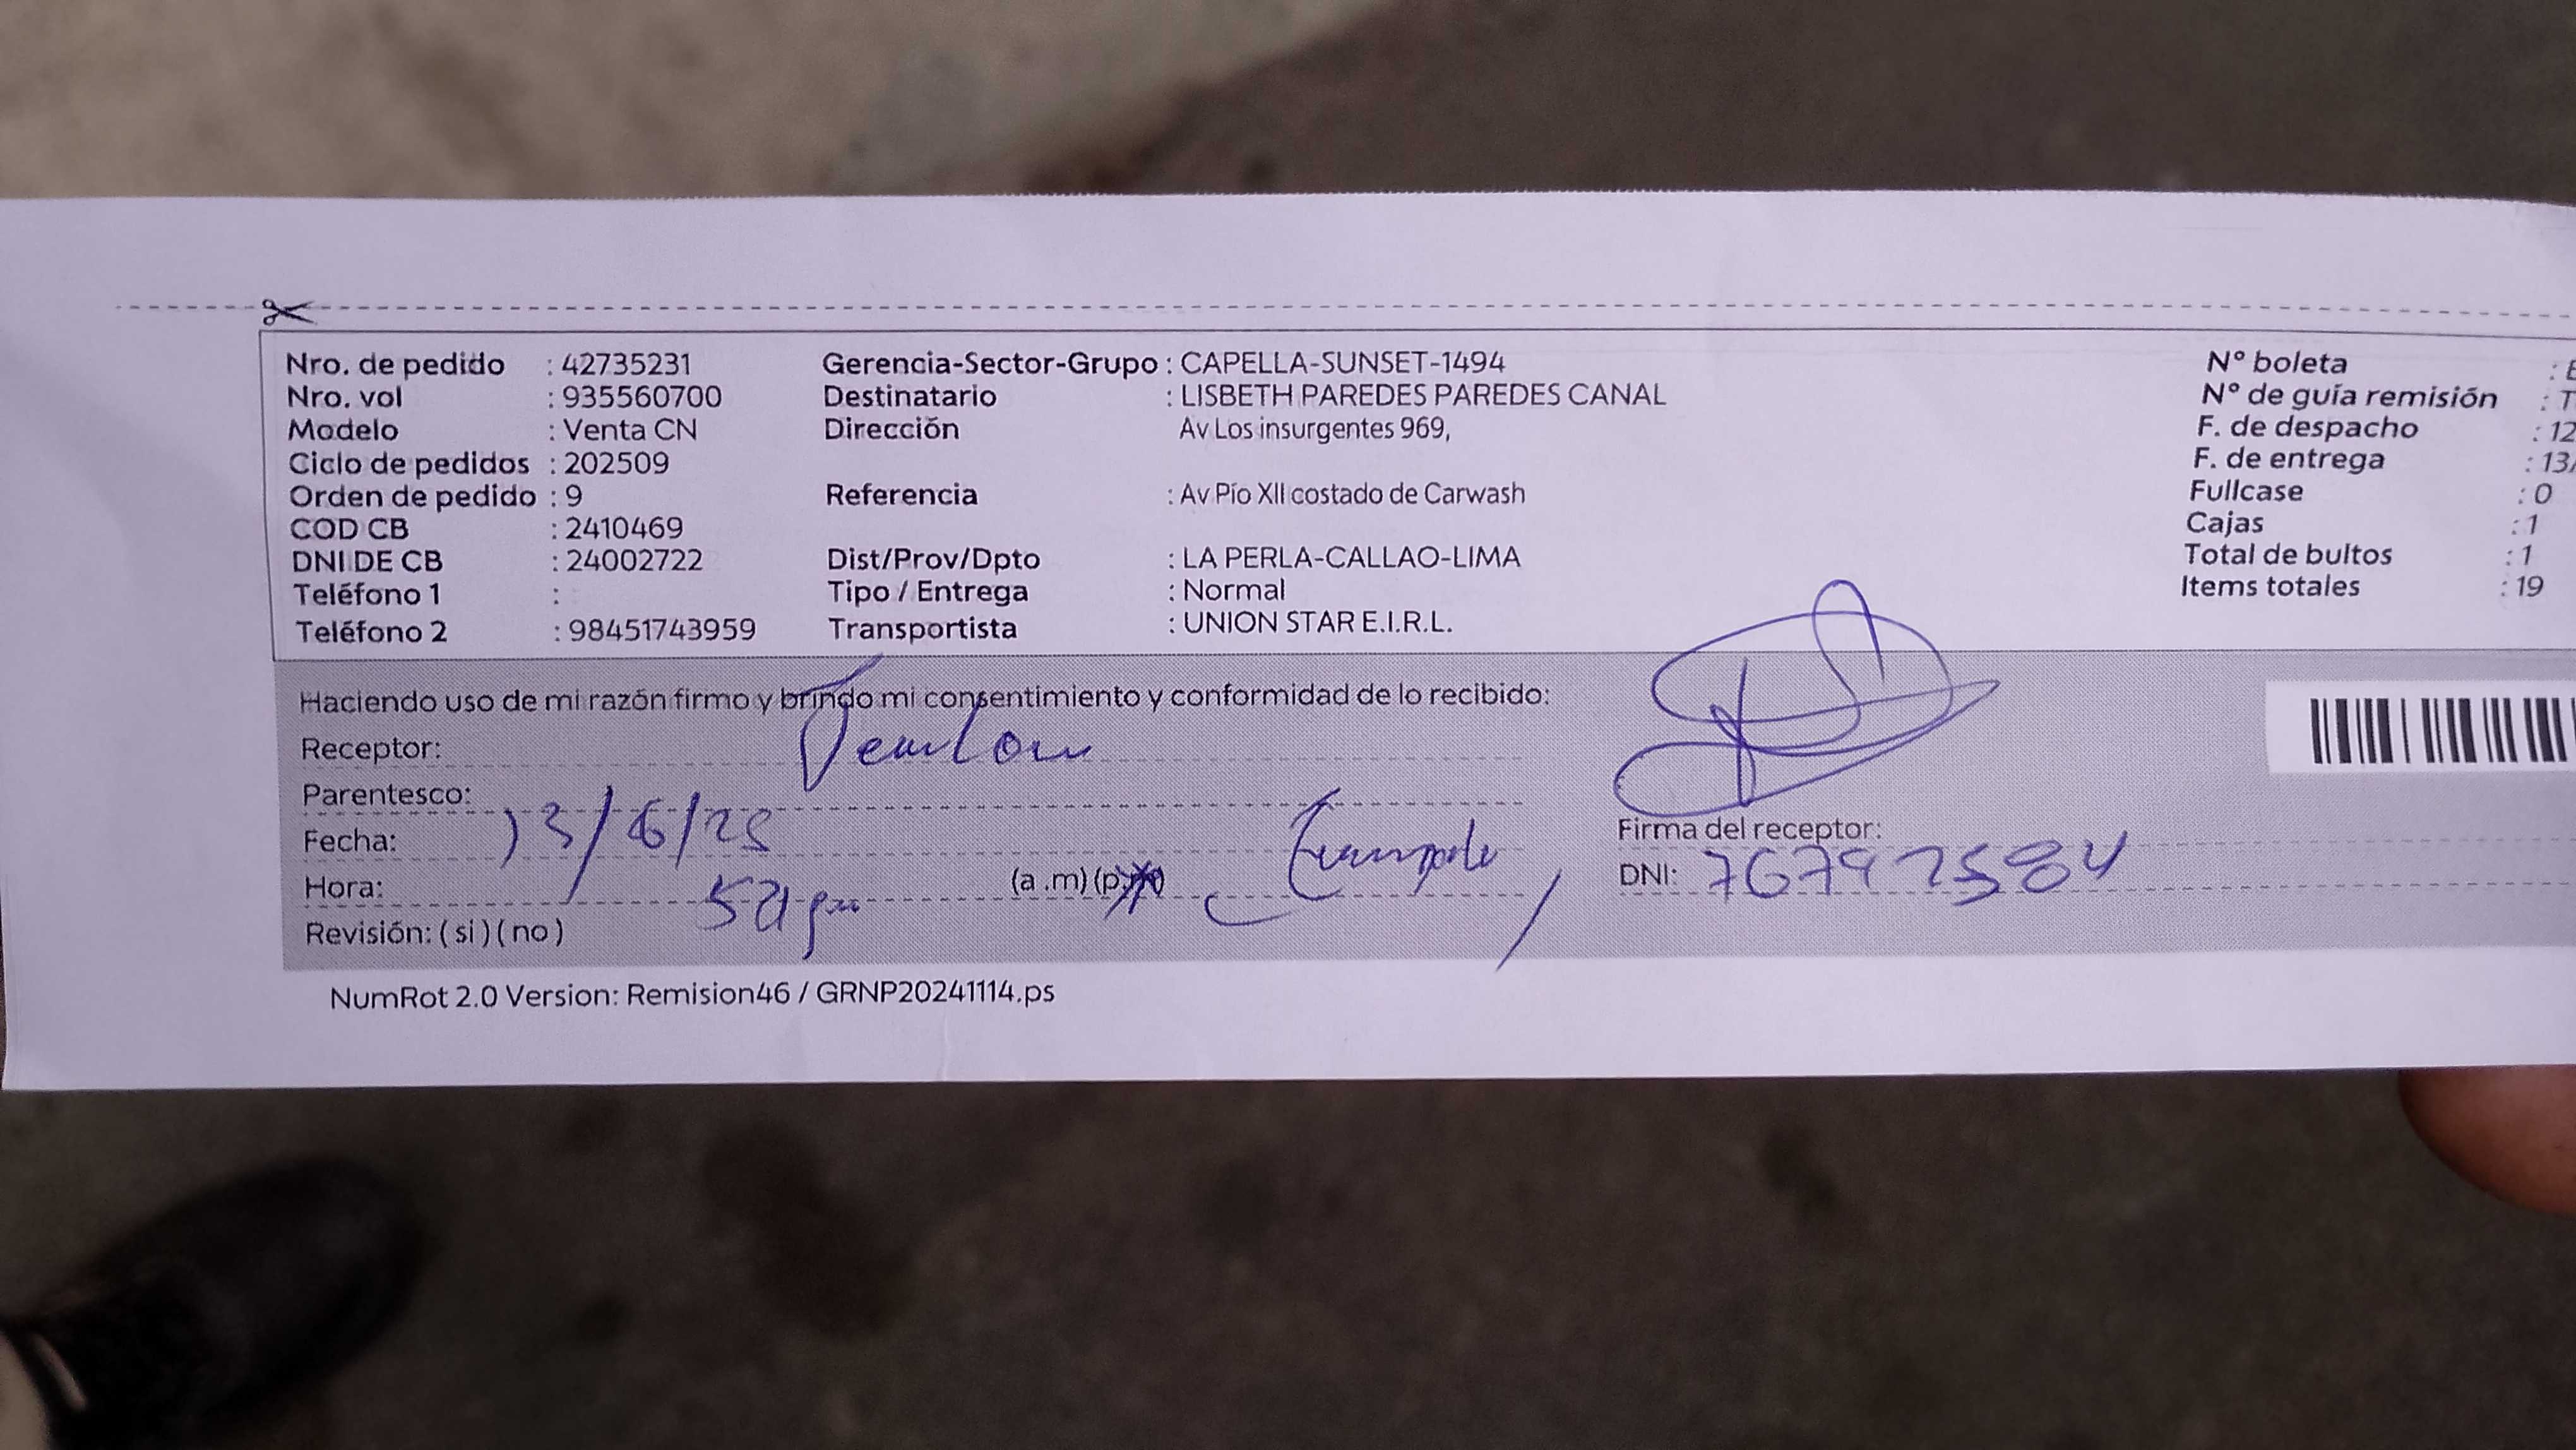 Nro. de pedido : 42735231 Gerencia-Sector-Grupo : CAPELLA-SUNSET-1494 N° boleta :
Nro. vol : 935560700 Destinatario : LISBETH PAREDES PAREDES CANAL N° de guía remisión : T
Modelo : Venta CN Dirección Av Los insurgentes 969, F. de despacho : 12
Ciclo de pedidos : 202509 F. de entrega : 13/
Orden de pedido : 9 Referencia : Av Pío XII costado de Carwash Fullcase : 0
COD CB : 2410469 Cajas : 1
DNI DE CB : 24002722 Dist/Prov/Dpto : LA PERLA-CALLAO-LIMA Total de bultos : 1
Teléfono 1 : Tipo / Entrega : Normal Items totales : 19
Teléfono 2 : 98451743959 Transportista : UNION STAR E.I.R.L.
Haciendo uso de mi razón firmo y brindo mi consentimiento y conformidad de lo recibido:
Receptor:
Parentesco:
Fecha: 13/6/25 Firma del receptor:
Hora: (a .m) (p.m) DNI: 76792584
Revisión: ( si ) ( no )
NumRot 2.0 Version: Remision46 / GRNP20241114.ps